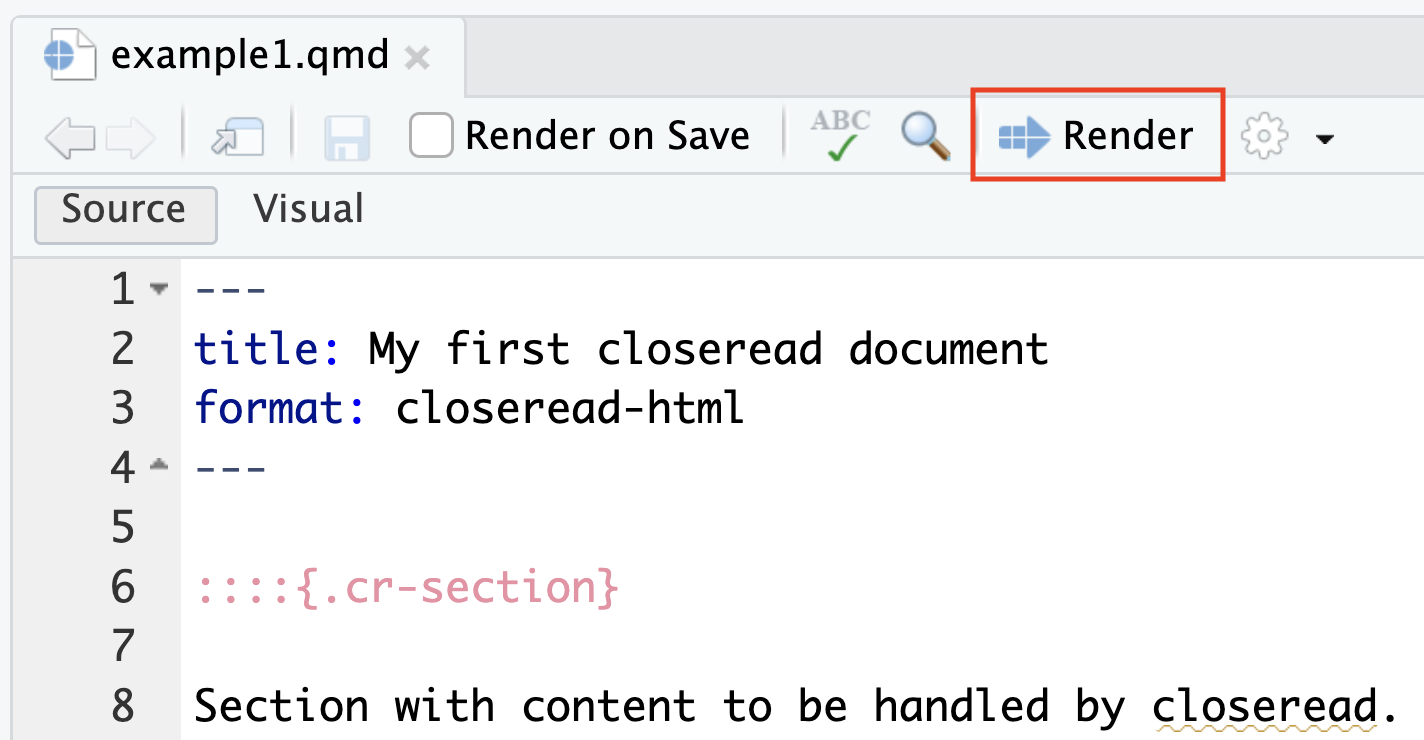 example1.qmd
Render on Save ABC Render
Source Visual
1 ---
2 title: My first closeread document
3 format: closeread-html
4 ---
5
6 ::::{.cr-section}
7
8 Section with content to be handled by closeread.